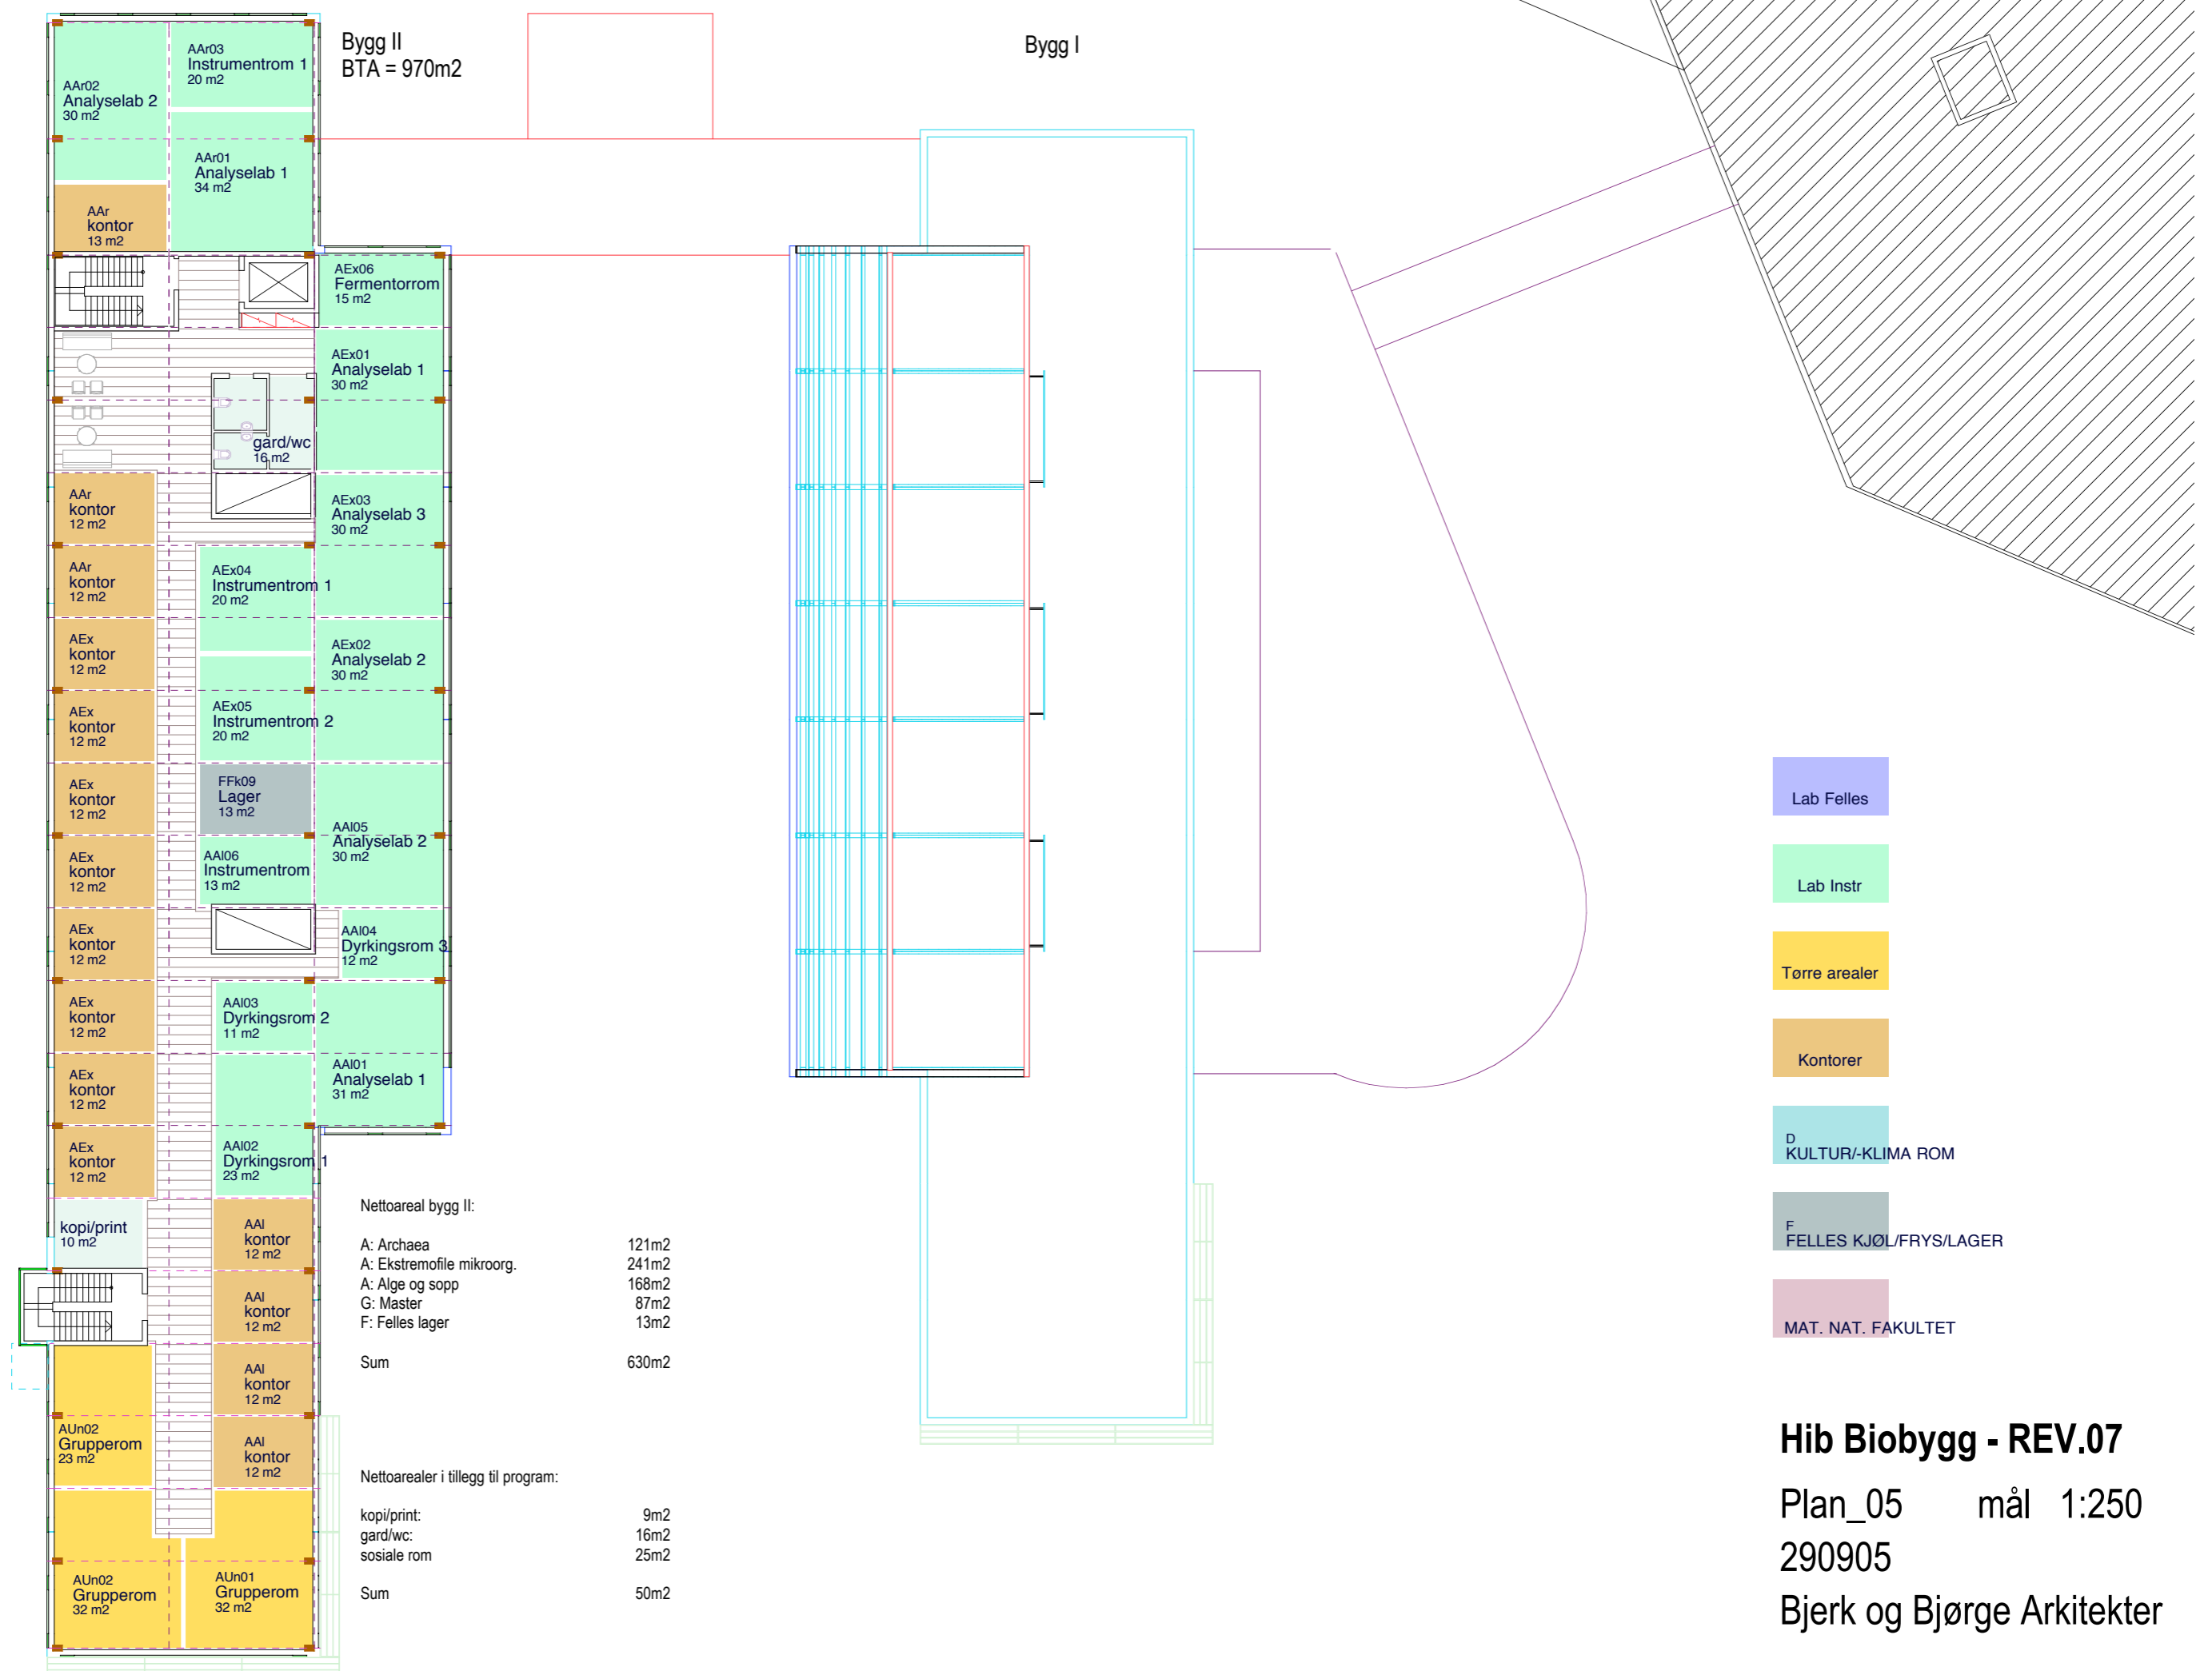 Bygg II
BTA = 970m2
Bygg I
AAr03
Instrumentrom 1
20 m2
AAr02
Analyselab 2
30 m2
AAr01
Analyselab 1
34 m2
AAr
kontor
13 m2
AEx06
Fermentorrom
15 m2
AEx01
Analyselab 1
30 m2
gard/wc
16 m2
AAr
kontor
12 m2
AEx03
Analyselab 3
30 m2
AAr
kontor
12 m2
AEx04
Instrumentrom 1
20 m2
AEx
kontor
12 m2
AEx02
Analyselab 2
30 m2
AEx
kontor
12 m2
AEx05
Instrumentrom 2
20 m2
AEx
kontor
12 m2
FFk09
Lager
13 m2
AAl05
Analyselab 2
30 m2
AEx
kontor
12 m2
AAl06
Instrumentrom
13 m2
AEx
kontor
12 m2
AAl04
Dyrkingsrom 3
12 m2
AEx
kontor
12 m2
AAl03
Dyrkingsrom 2
11 m2
AEx
kontor
12 m2
AAl01
Analyselab 1
31 m2
AEx
kontor
12 m2
AAl02
Dyrkingsrom 1
23 m2
kopi/print
10 m2
AAl
kontor
12 m2
AAl
kontor
12 m2
AAl
kontor
12 m2
AUn02
Grupperom
23 m2
AAl
kontor
12 m2
AUn02
Grupperom
32 m2
AUn01
Grupperom
32 m2
Nettoareal bygg II:
A: Archaea 121m2
A: Ekstremofile mikroorg. 241m2
A: Alge og sopp 168m2
G: Master 87m2
F: Felles lager 13m2
Sum 630m2
Nettoarealer i tillegg til program:
kopi/print: 9m2
gard/wc: 16m2
sosiale rom 25m2
Sum 50m2
Lab Felles
Lab Instr
Tørre arealer
Kontorer
D
KULTUR/-KLIMA ROM
F
FELLES KJØL/FRYS/LAGER
MAT. NAT. FAKULTET
Hib Biobygg - REV.07
Plan_05 mål 1:250
290905
Bjerk og Bjørge Arkitekter